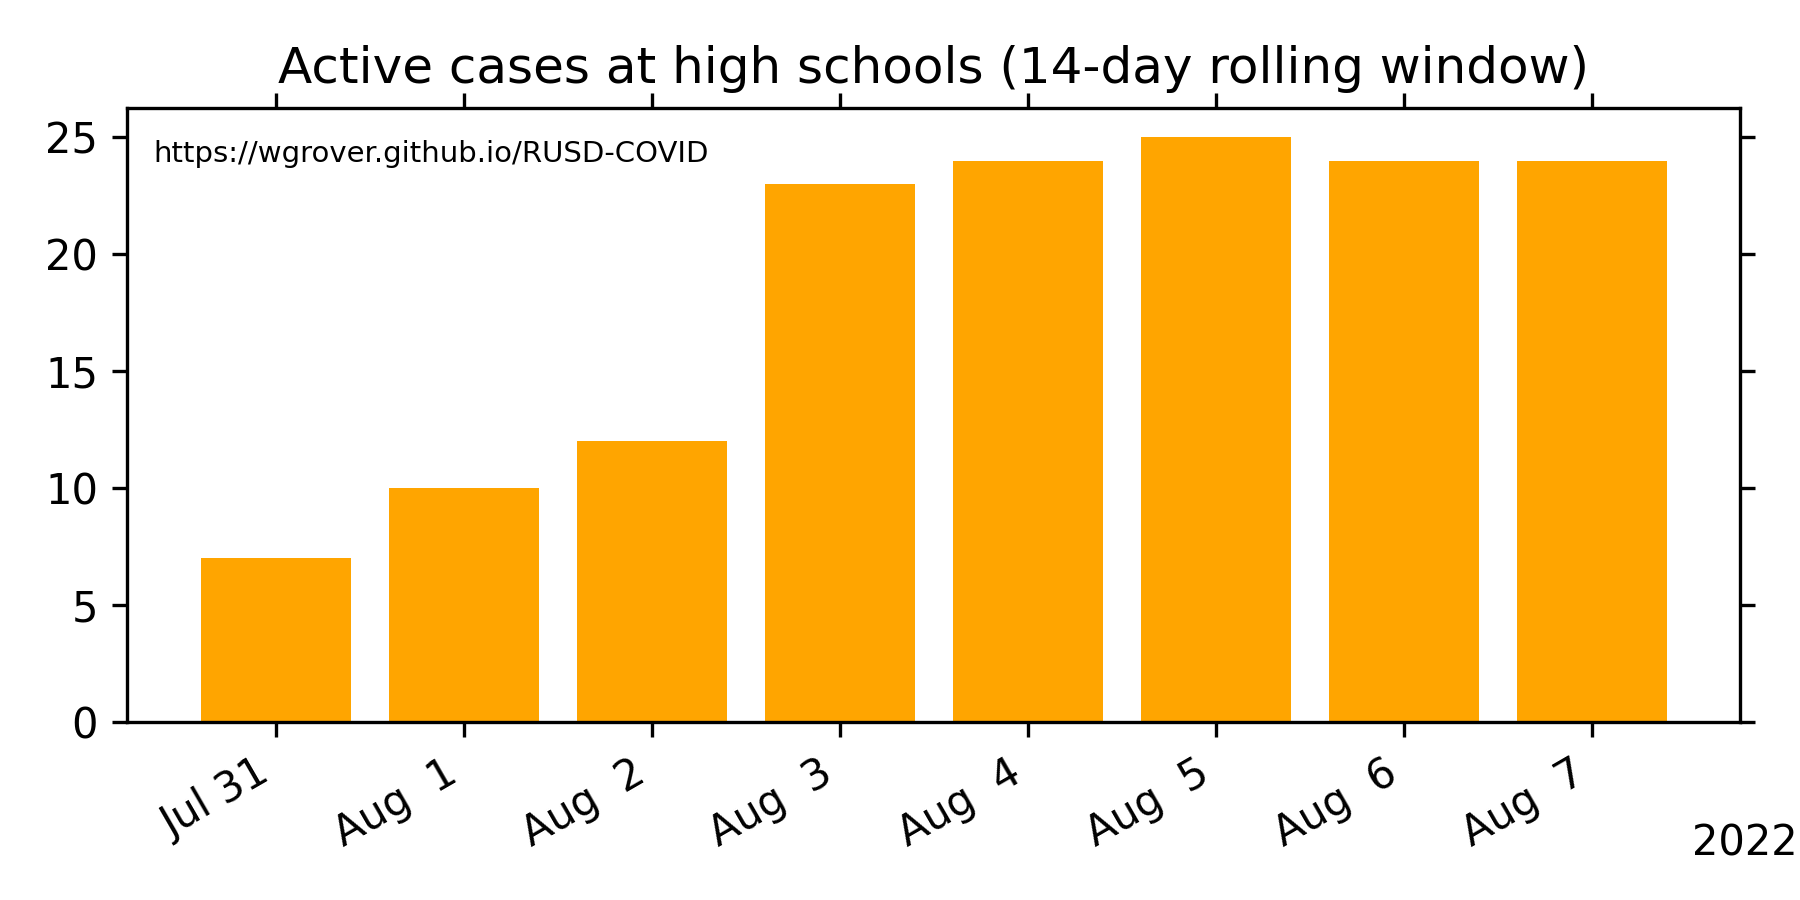 Active cases at high schools (14-day rolling window)
https://wgrover.github.io/RUSD-COVID
25
20
15
10
5
0
Jul 31
Aug 1
Aug 2
Aug 3
Aug 4
Aug 5
Aug 6
Aug 7
2022